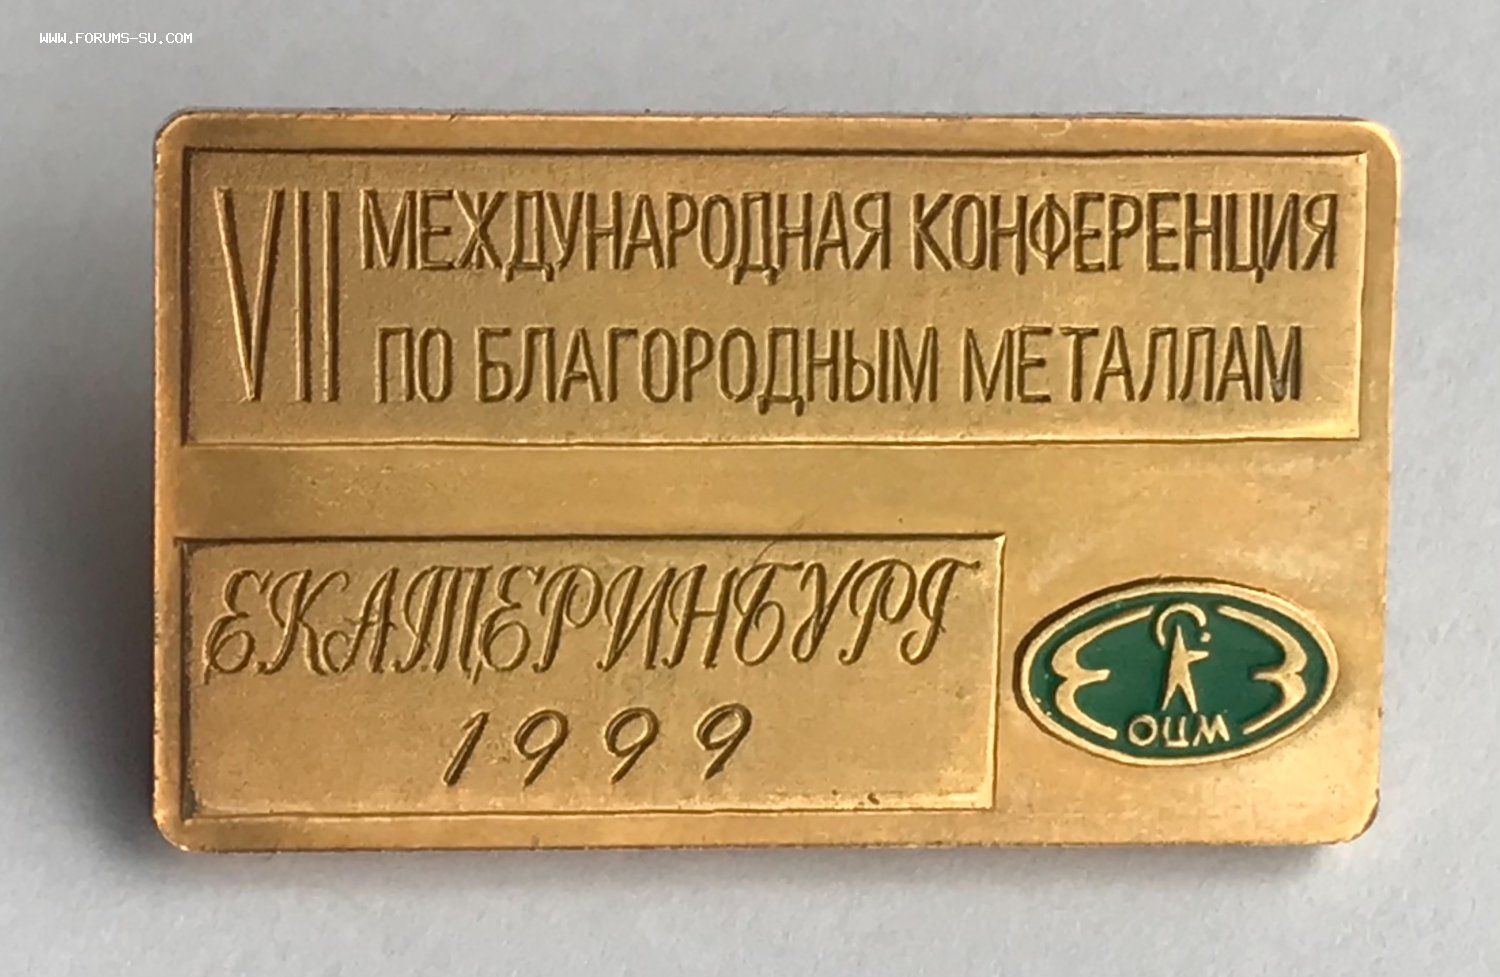 WWW.FORUMS-SU.COM
VII МЕЖДУНАРОДНАЯ КОНФЕРЕНЦИЯ
ПО БЛАГОРОДНЫМ МЕТАЛЛАМ
ЕКАТЕРИНБУРГ
1999
ОЦМ